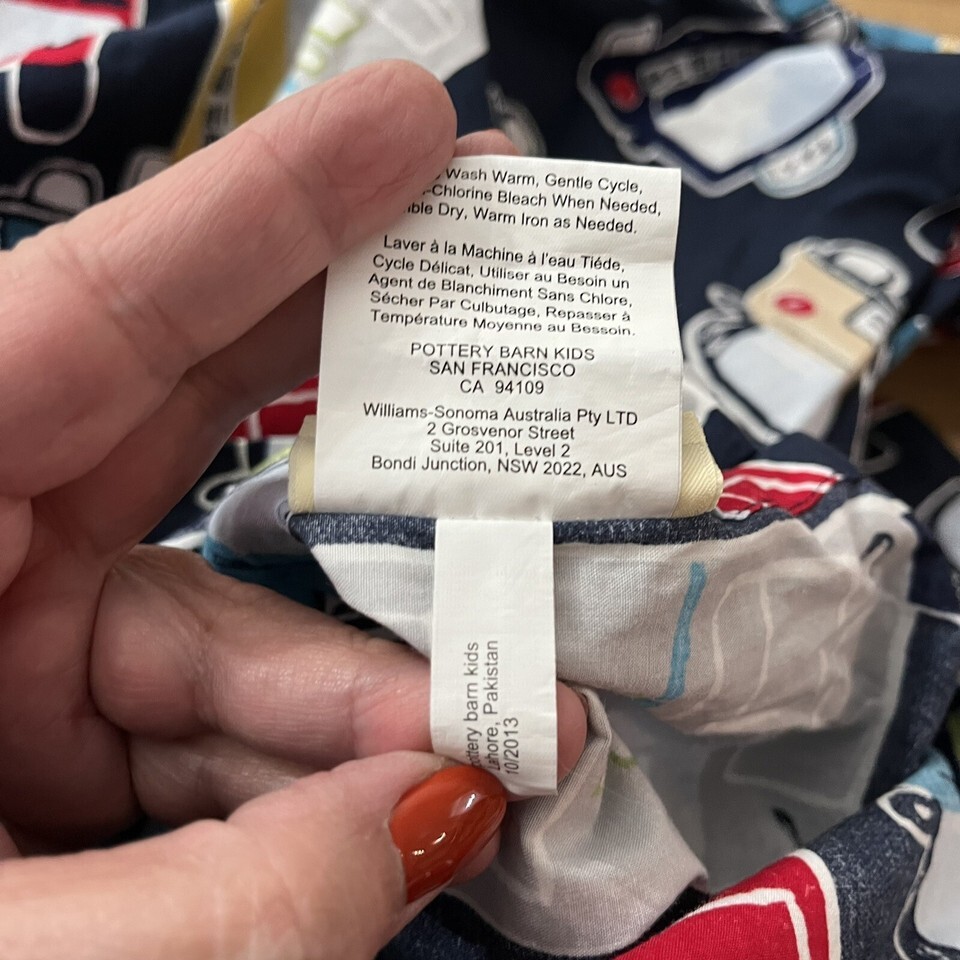 Wash Warm, Gentle Cycle,
-Chlorine Bleach When Needed,
Dry, Warm Iron as Needed.
Laver à la Machine à l'eau Tiéde,
Cycle Délicat, Utiliser au Besoin un
Agent de Blanchiment Sans Chlore,
Sécher Par Culbutage, Repasser à
Température Moyenne au Besoin.
POTTERY BARN KIDS
SAN FRANCISCO
CA 94109
Williams-Sonoma Australia Pty LTD
2 Grosvenor Street
Suite 201, Level 2
Bondi Junction, NSW 2022, AUS
pottery barn kids
Lahore, Pakistan
10/2013